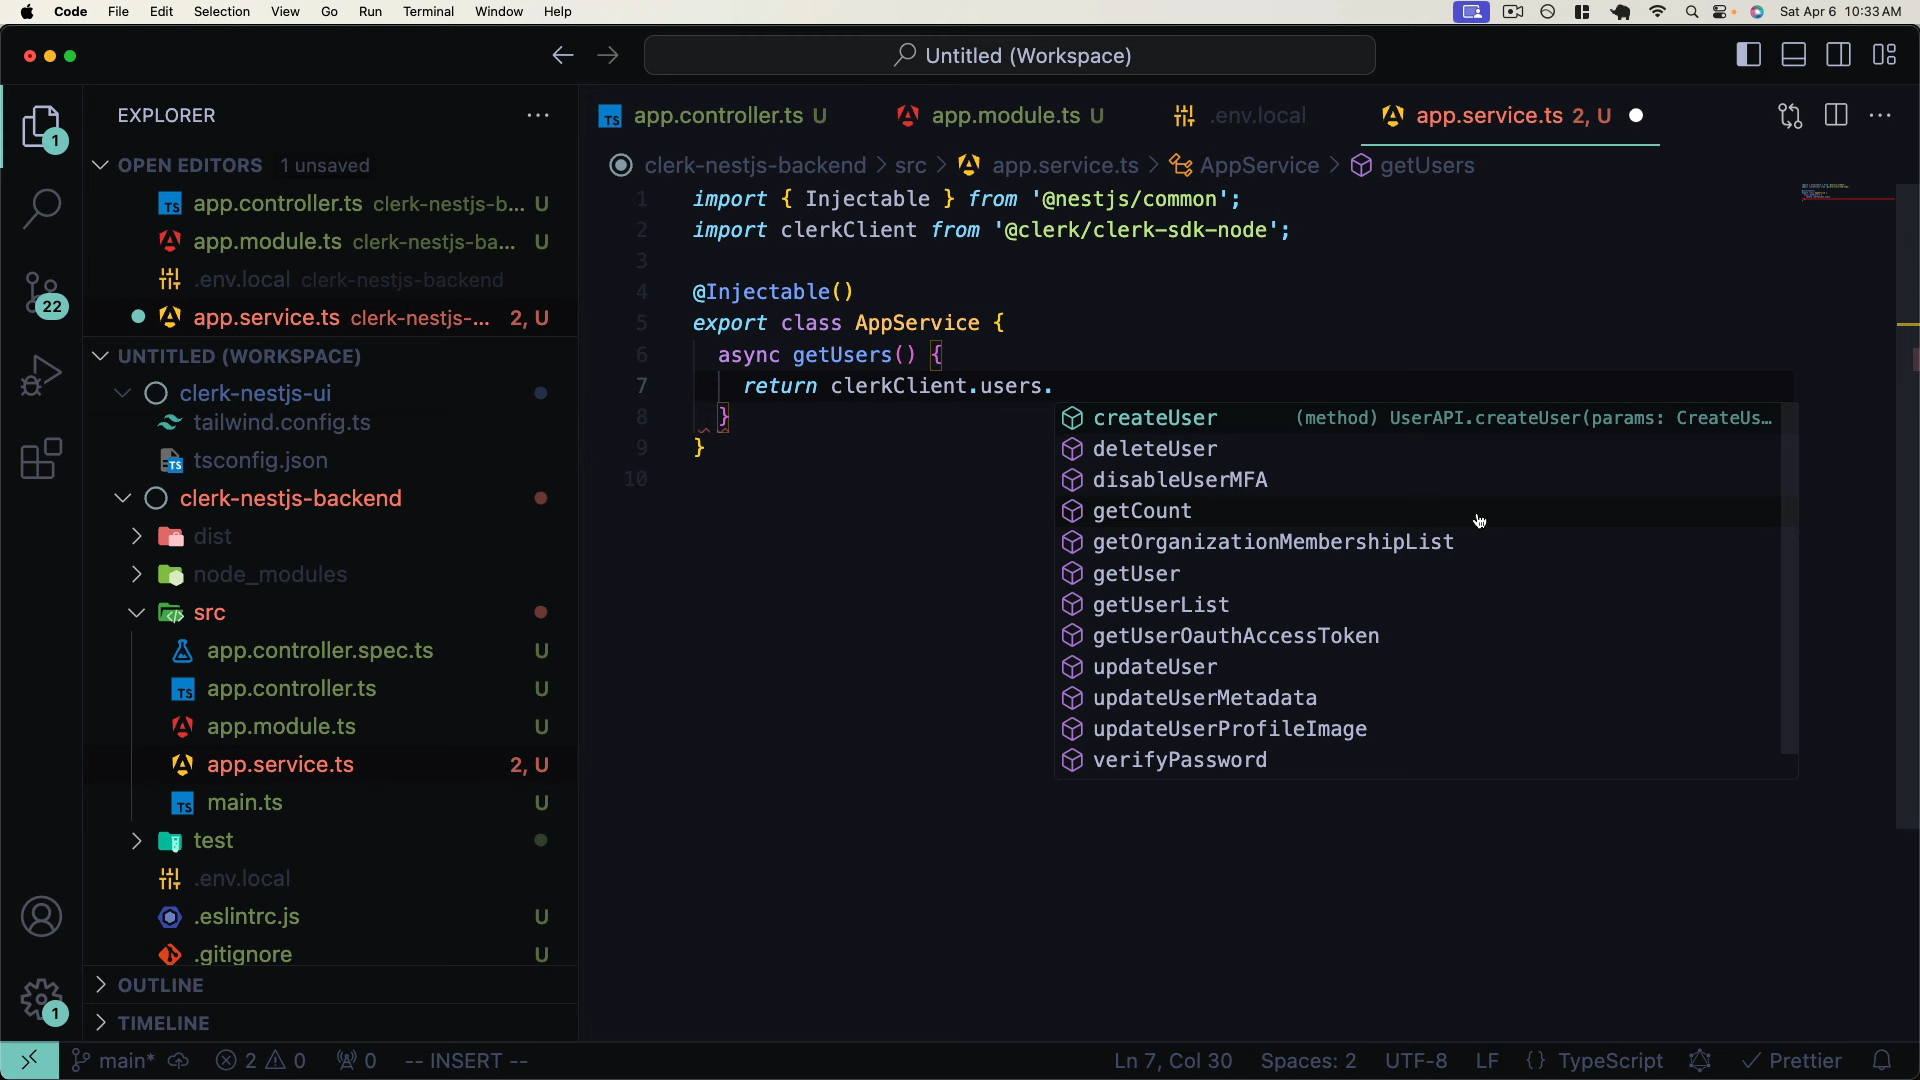 Code File Edit Selection View Go Run Terminal Window Help Sat Apr 6 10:33 AM
Untitled (Workspace)
EXPLORER
OPEN EDITORS 1 unsaved
TS app.controller.ts clerk-nestjs-b... U
app.module.ts clerk-nestjs-ba... U
.env.local clerk-nestjs-backend
app.service.ts clerk-nestjs-... 2, U
UNTITLED (WORKSPACE)
clerk-nestjs-ui
tailwind.config.ts
TS tsconfig.json
clerk-nestjs-backend
dist
node_modules
src
app.controller.spec.ts U
TS app.controller.ts U
app.module.ts U
app.service.ts 2, U
TS main.ts U
test
.env.local
.eslintrc.js U
.gitignore U
OUTLINE
TIMELINE
1
22
1
TS app.controller.ts U app.module.ts U .env.local app.service.ts 2, U
clerk-nestjs-backend > src > app.service.ts > AppService > getUsers
1 import { Injectable } from '@nestjs/common';
2 import clerkClient from '@clerk/clerk-sdk-node';
3
4 @Injectable()
5 export class AppService {
6 async getUsers() {
7 return clerkClient.users.
8 }
9 }
10
createUser (method) UserAPI.createUser(params: CreateUs...
deleteUser
disableUserMFA
getCount
getOrganizationMembershipList
getUser
getUserList
getUserOauthAccessToken
updateUser
updateUserMetadata
updateUserProfileImage
verifyPassword
main* 2 0 0 -- INSERT -- Ln 7, Col 30 Spaces: 2 UTF-8 LF {} TypeScript Prettier